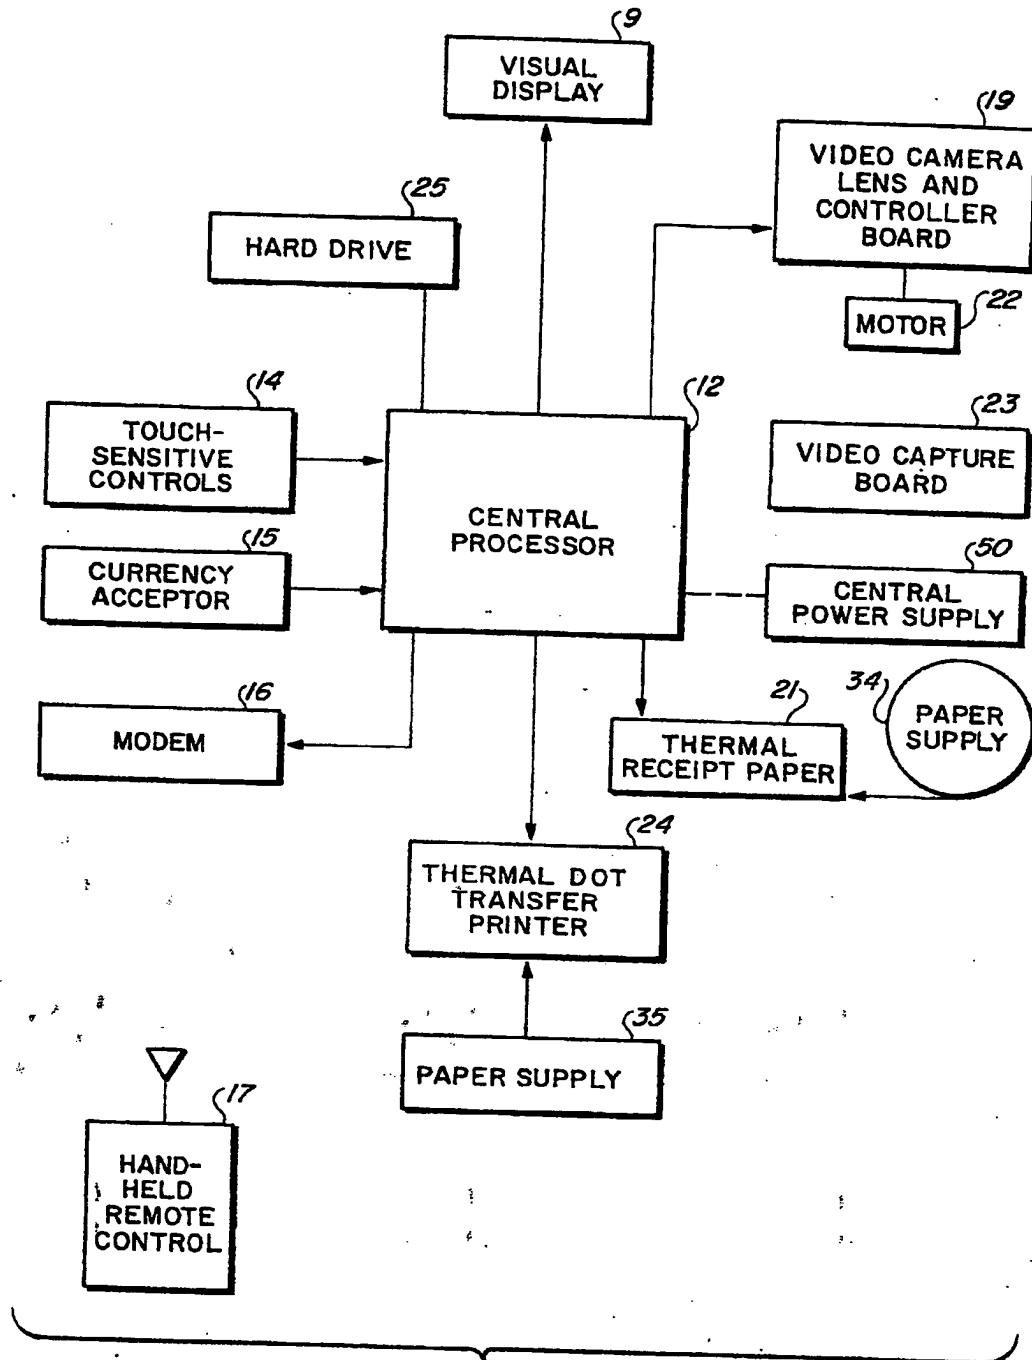 9
VISUAL
DISPLAY
19
VIDEO CAMERA
LENS AND
CONTROLLER
BOARD
25
HARD DRIVE
22
MOTOR
14
TOUCH-
SENSITIVE
CONTROLS
12
CENTRAL
PROCESSOR
23
VIDEO CAPTURE
BOARD
15
CURRENCY
ACCEPTOR
50
CENTRAL
POWER SUPPLY
16
MODEM
21
THERMAL
RECEIPT PAPER
34
PAPER
SUPPLY
24
THERMAL DOT
TRANSFER
PRINTER
35
PAPER SUPPLY
17
HAND-
HELD
REMOTE
CONTROL